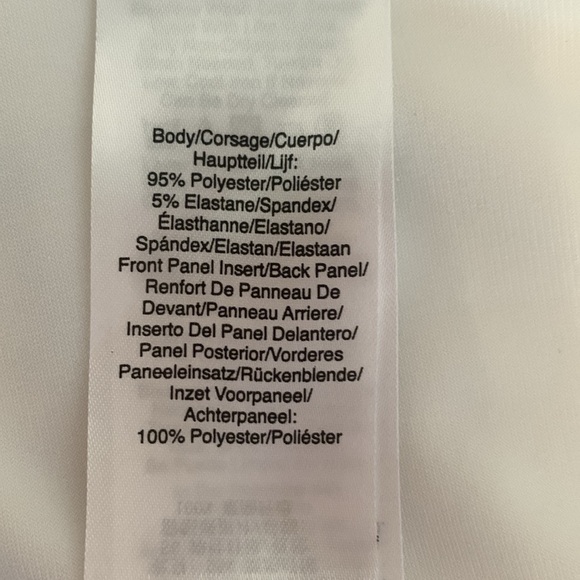 Body/Corsage/Cuerpo/
Hauptteil/Lijf:
95% Polyester/Poliéster
5% Elastane/Spandex/
Élasthanne/Elastano/
Spándex/Elastan/Elastaan
Front Panel Insert/Back Panel/
Renfort De Panneau De
Devant/Panneau Arriere/
Inserto Del Panel Delantero/
Panel Posterior/Vorderes
Paneeleinsatz/Rückenblende/
Inzet Voorpaneel/
Achterpaneel:
100% Polyester/Poliéster